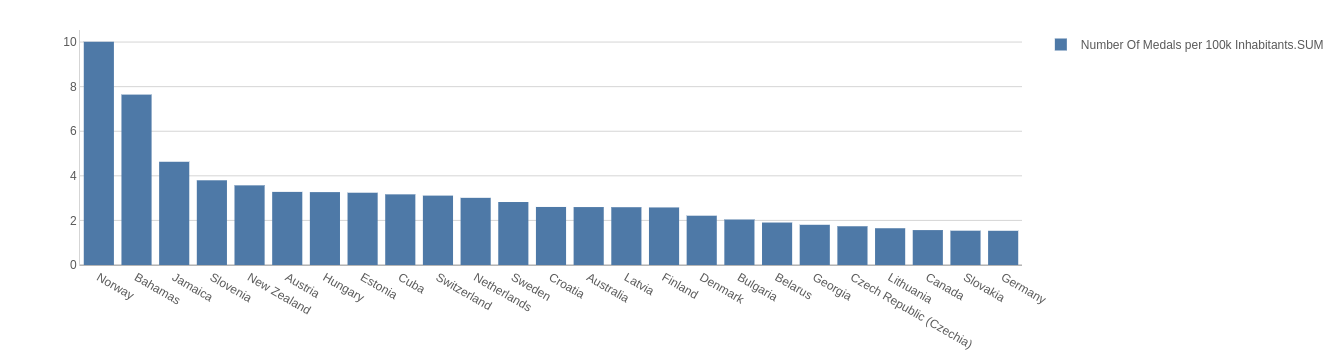 10
8
6
4
2
0
Norway
Bahamas
Jamaica
Slovenia
New Zealand
Austria
Hungary
Estonia
Cuba
Switzerland
Netherlands
Sweden
Croatia
Australia
Latvia
Finland
Denmark
Bulgaria
Belarus
Georgia
Czech Republic (Czechia)
Lithuania
Canada
Slovakia
Germany
Number Of Medals per 100k Inhabitants.SUM